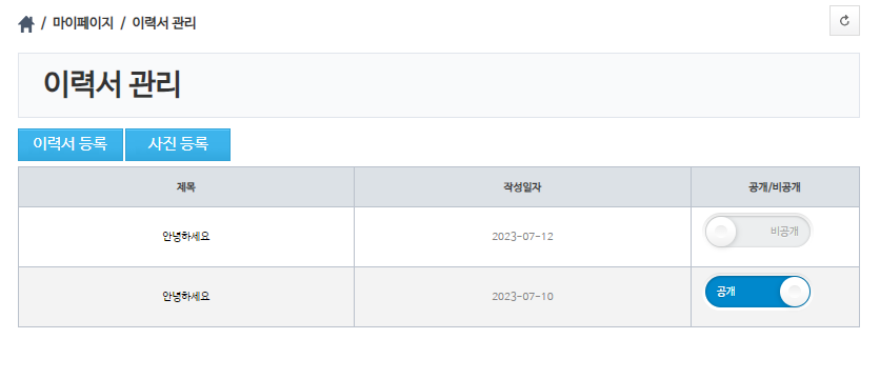 / 마이페이지 / 이력서 관리
이력서 관리
이력서 등록 사진 등록
제목 작성일자 공개/비공개
안녕하세요 2023-07-12 비공개
안녕하세요 2023-07-10 공개